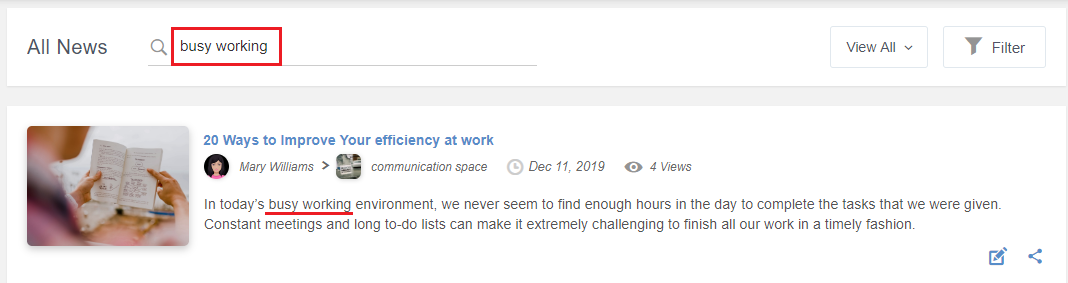 All News
busy working
View All
Filter
20 Ways to Improve Your efficiency at work
Mary Williams > communication space Dec 11, 2019 4 Views
In today’s busy working environment, we never seem to find enough hours in the day to complete the tasks that we were given.
Constant meetings and long to-do lists can make it extremely challenging to finish all our work in a timely fashion.